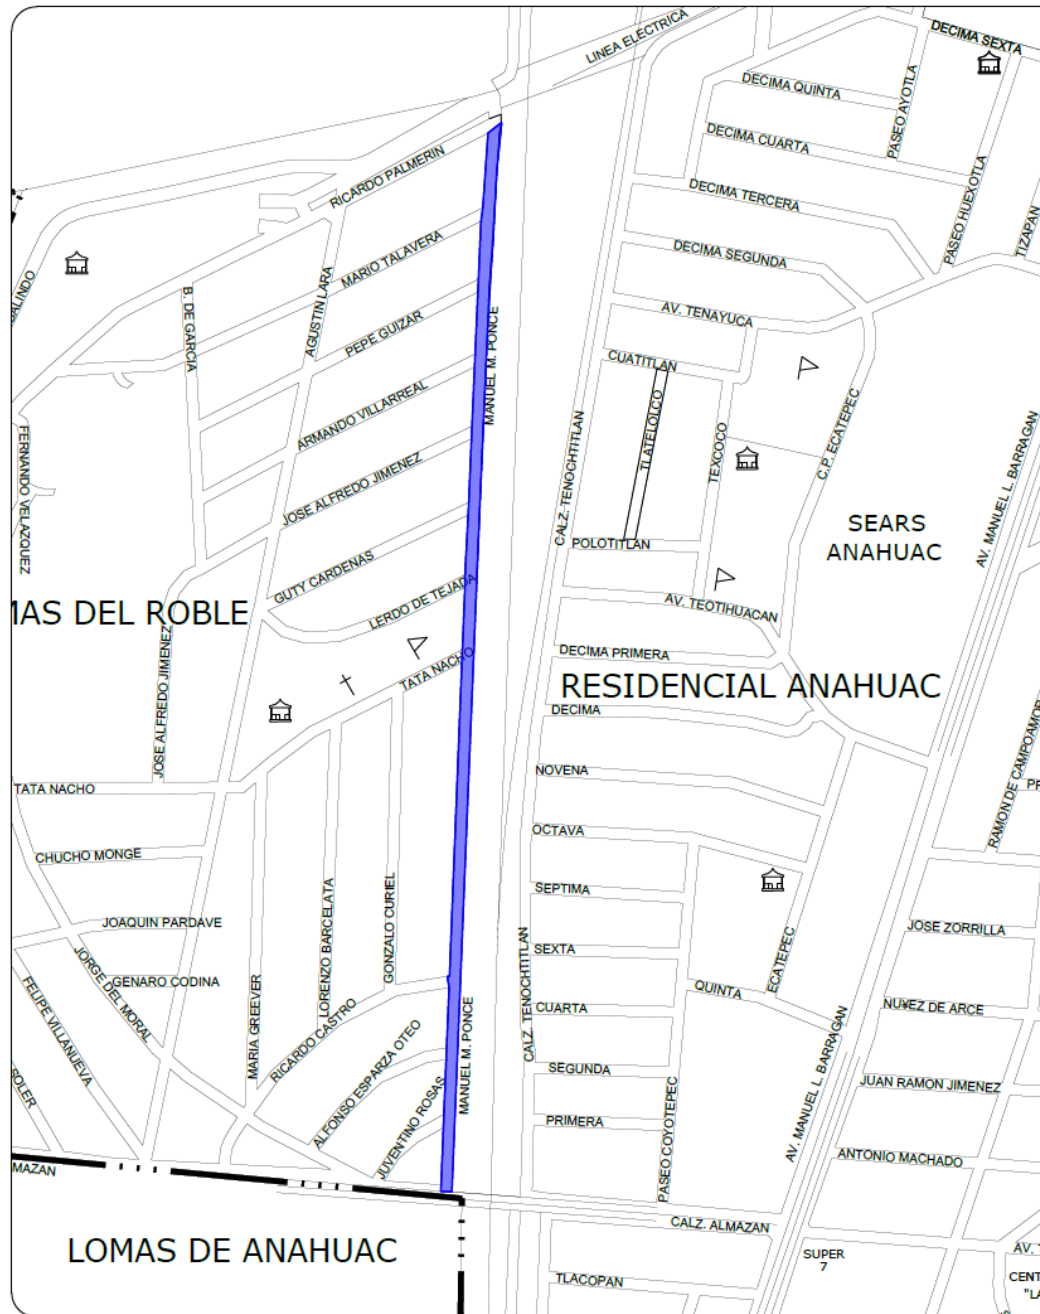 LINEA ELECTRICA
DECIMA SEXTA
DECIMA QUINTA
PASEO AYOTLA
DECIMA CUARTA
RICARDO PALMERIN
PASEO HUEXOTLA
DECIMA TERCERA
TIZAPAN
MARIO TALAVERA
DECIMA SEGUNDA
GALINDO
B. DE GARCIA
AGUSTIN LARA
PEPE GUIZAR
MANUEL M. PONCE
AV. TENAYUCA
CUATITLAN
ARMANDO VILLARREAL
TLATELOLCO
TEXCOCO
C.P. ECATEPEC
CALZ. TENOCHTITLAN
FERNANDO VELAZQUEZ
JOSE ALFREDO JIMENEZ
AV. MANUEL L. BARRAGAN
SEARS
ANAHUAC
POLOTITLAN
GUTY CARDENAS
LERDO DE TEJADA
AV. TEOTIHUACAN
MAS DEL ROBLE
DECIMA PRIMERA
TATA NACHO
RESIDENCIAL ANAHUAC
JOSE ALFREDO JIMENEZ
DECIMA
RAMON DE CAMPOAMOR
NOVENA
TATA NACHO
PR
OCTAVA
CHUCHO MONGE
SEPTIMA
LORENZO BARCELATA
GONZALO CURIEL
JOAQUIN PARDAVE
JOSE ZORRILLA
SEXTA
CALZ. TENOCHTITLAN
ECATEPEC
JORGE DEL MORAL
GENARO CODINA
QUINTA
CUARTA
NUÑEZ DE ARCE
FELIPE VILLANUEVA
MARIA GREEVER
RICARDO CASTRO
MANUEL M. PONCE
ALFONSO ESPARZA OTEO
SEGUNDA
AV. MANUEL L. BARRAGAN
SOLER
JUVENTINO ROSAS
PASEO COYOTEPEC
JUAN RAMON JIMENEZ
PRIMERA
ANTONIO MACHADO
MAZAN
CALZ. ALMAZAN
LOMAS DE ANAHUAC
SUPER
7
AV.
TLACOPAN
CENT
"LA